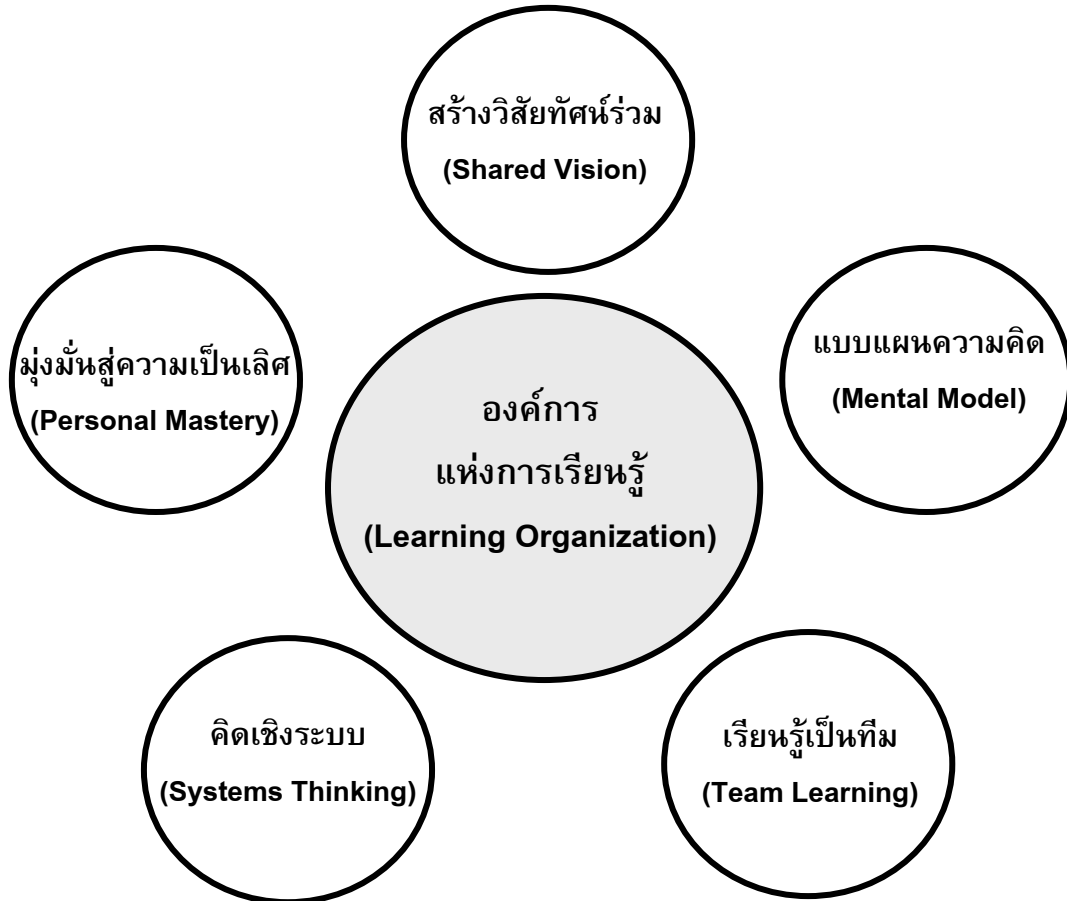 สร้างวิสัยทัศน์ร่วม
(Shared Vision)
มุ่งมั่นสู่ความเป็นเลิศ
(Personal Mastery)
แบบแผนความคิด
(Mental Model)
องค์การ
แห่งการเรียนรู้
(Learning Organization)
คิดเชิงระบบ
(Systems Thinking)
เรียนรู้เป็นทีม
(Team Learning)